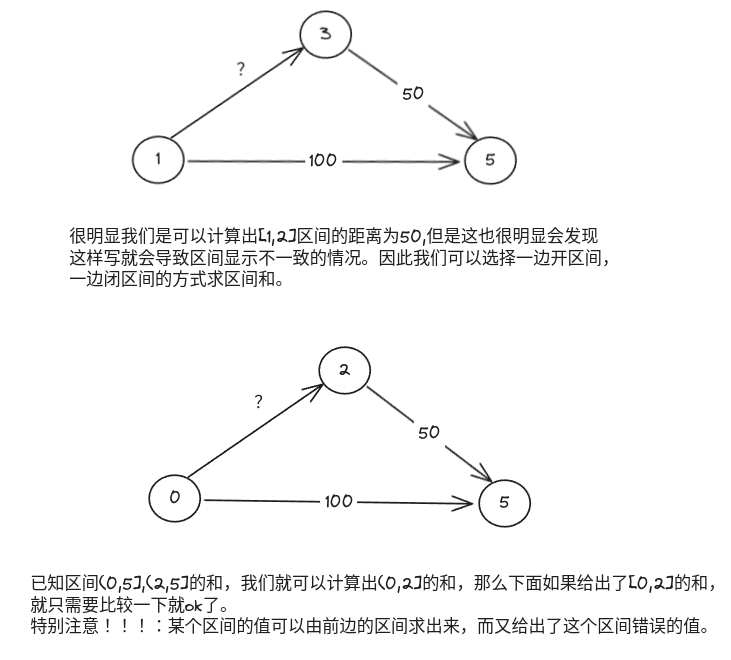 3
?
50
1
100
5
很明显我们是可以计算出[1,2]区间的距离为50,但是这也很明显会发现
这样写就会导致区间显示不一致的情况。因此我们可以选择一边开区间，
一边闭区间的方式求区间和。
2
?
50
0
100
5
已知区间(0,5],(2,5]的和，我们就可以计算出(0,2]的和，那么下面如果给出了[0,2]的和，
就只需要比较一下就ok了。
特别注意！！！：某个区间的值可以由前边的区间求出来，而又给出了这个区间错误的值。